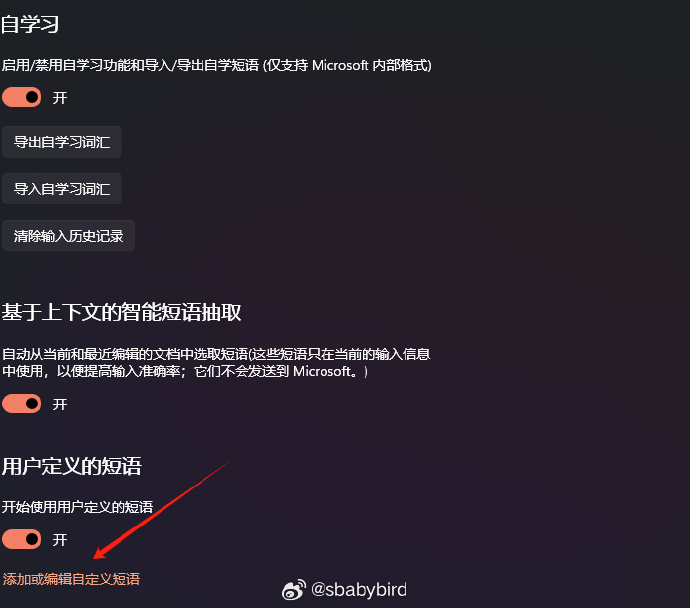 自学习
启用/禁用自学习功能和导入/导出自学短语 (仅支持 Microsoft 内部格式)
开
导出自学习词汇
导入自学习词汇
清除输入历史记录
基于上下文的智能短语抽取
自动从当前和最近编辑的文档中选取短语(这些短语只在当前的输入信息
中使用，以便提高输入准确率；它们不会发送到 Microsoft。)
开
用户定义的短语
开始使用用户定义的短语
开
添加或编辑自定义短语
@sbabybird